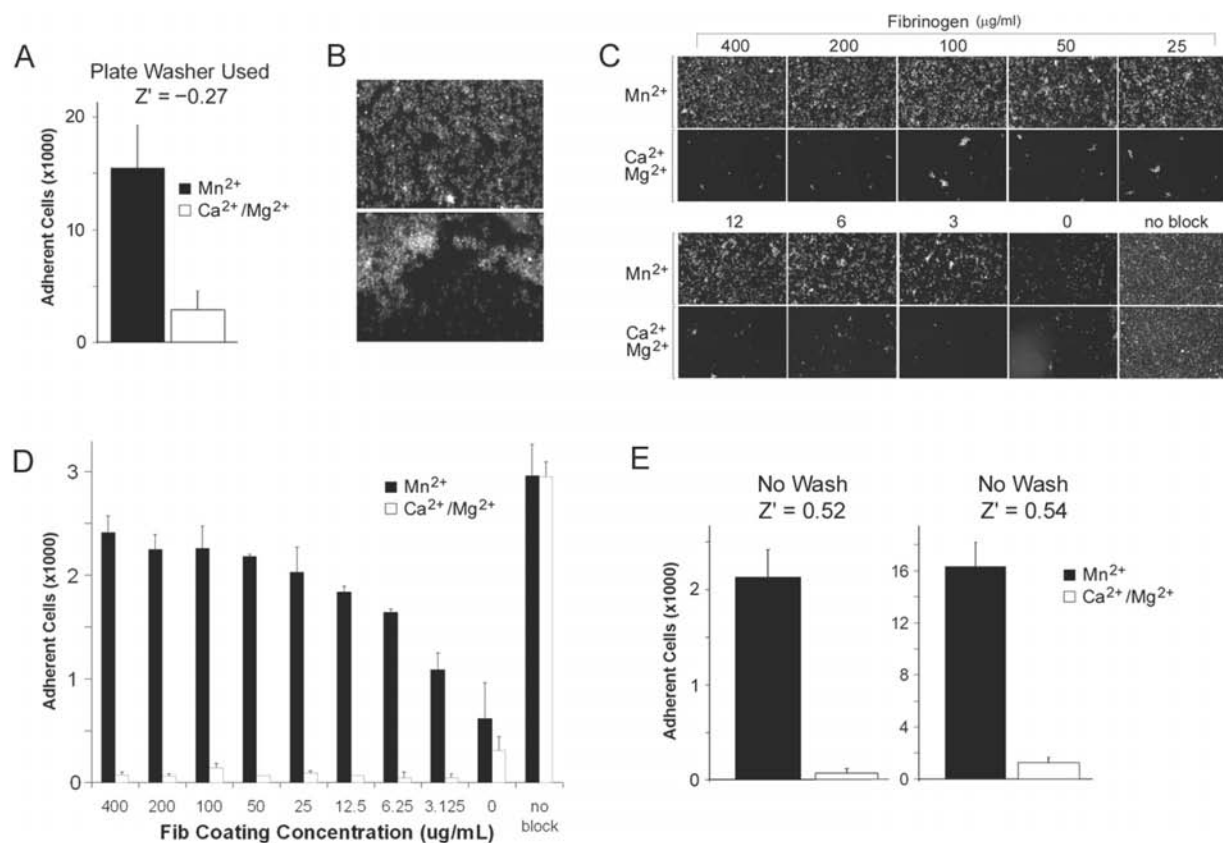 A
Plate Washer Used
Z' = −0.27
Adherent Cells (x1000)
20
10
0
Mn2+
Ca2+/Mg2+
B
C
Fibrinogen (µg/ml)
400 200 100 50 25
Mn2+
Ca2+
Mg2+
12 6 3 0 no block
Mn2+
Ca2+
Mg2+
D
Adherent Cells (x1000)
3
2
1
0
Mn2+
Ca2+/Mg2+
400 200 100 50 25 12.5 6.25 3.125 0 no
block
Fib Coating Concentration (ug/mL)
E
No Wash
Z' = 0.52
Adherent Cells (x1000)
2
1
0
No Wash
Z' = 0.54
16
12
8
4
0
Mn2+
Ca2+/Mg2+